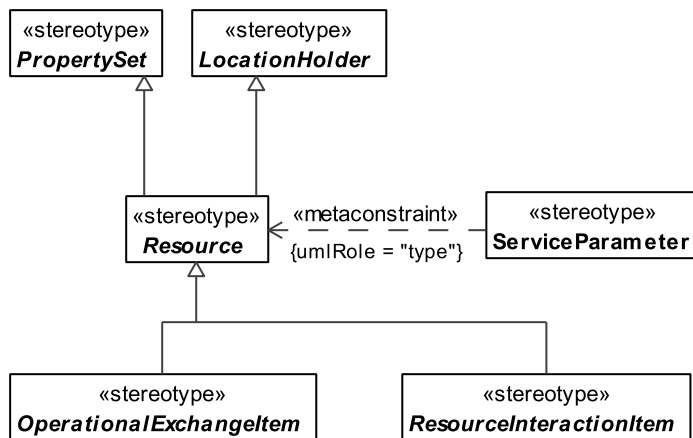 «stereotype»
PropertySet
«stereotype»
LocationHolder
«stereotype»
Resource
«metaconstraint»
{umlRole = "type"}
«stereotype»
ServiceParameter
«stereotype»
OperationalExchangeItem
«stereotype»
ResourceInteractionItem